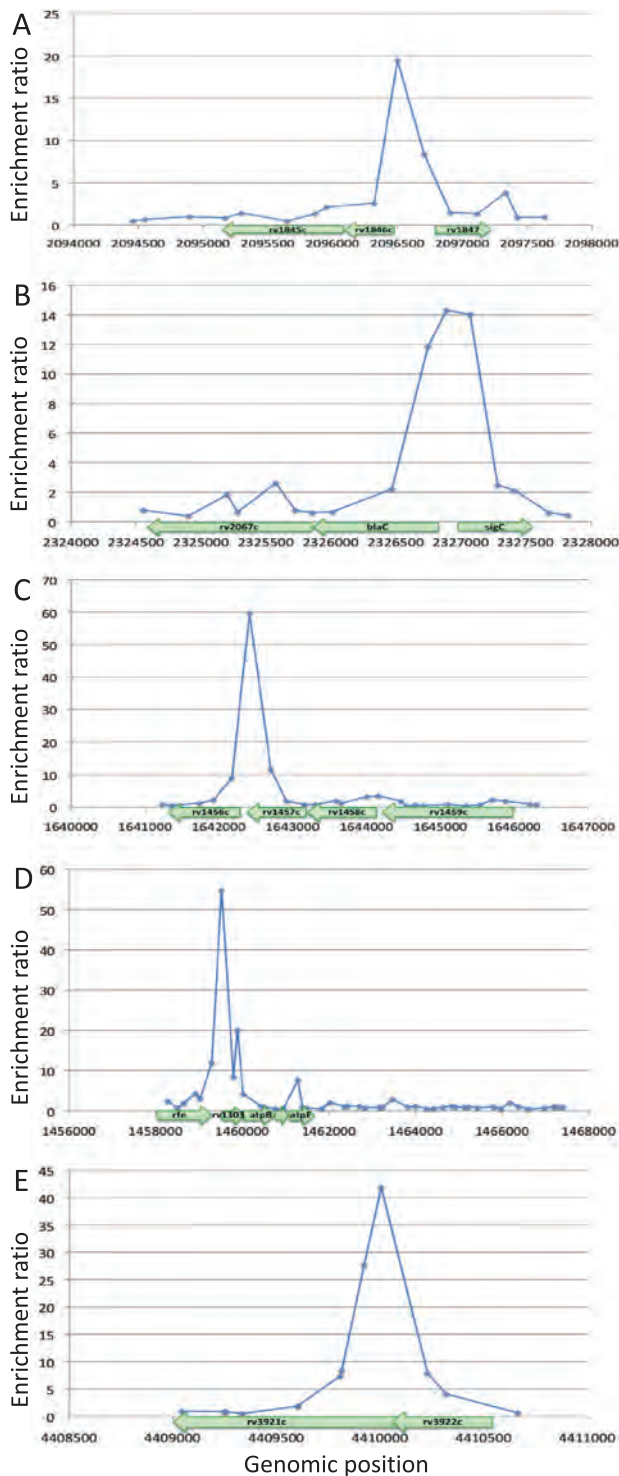 A
Enrichment ratio
25
20
15
10
5
0
rv1845c rv1846c rv1847
2094000 2094500 2095000 2095500 2096000 2096500 2097000 2097500 2098000
B
Enrichment ratio
16
14
12
10
8
6
4
2
0
rv2067c blaC sigC
2324000 2324500 2325000 2325500 2326000 2326500 2327000 2327500 2328000
C
Enrichment ratio
70
60
50
40
30
20
10
0
rv1456c rv1457c rv1458c rv1459c
1640000 1641000 1642000 1643000 1644000 1645000 1646000 1647000
D
Enrichment ratio
60
50
40
30
20
10
0
rfe rv1303 atpB atpF
1456000 1458000 1460000 1462000 1464000 1466000 1468000
E
Enrichment ratio
45
40
35
30
25
20
15
10
5
0
rv3921c rv3922c
4408500 4409000 4409500 4410000 4410500 4411000
Genomic position